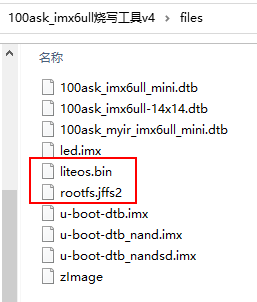 100ask_imx6ull烧写工具v4 › files
名称
100ask_imx6ull_mini.dtb
100ask_imx6ull-14x14.dtb
100ask_myir_imx6ull_mini.dtb
led.imx
liteos.bin
rootfs.jffs2
u-boot-dtb.imx
u-boot-dtb_nand.imx
u-boot-dtb_nandsd.imx
zImage